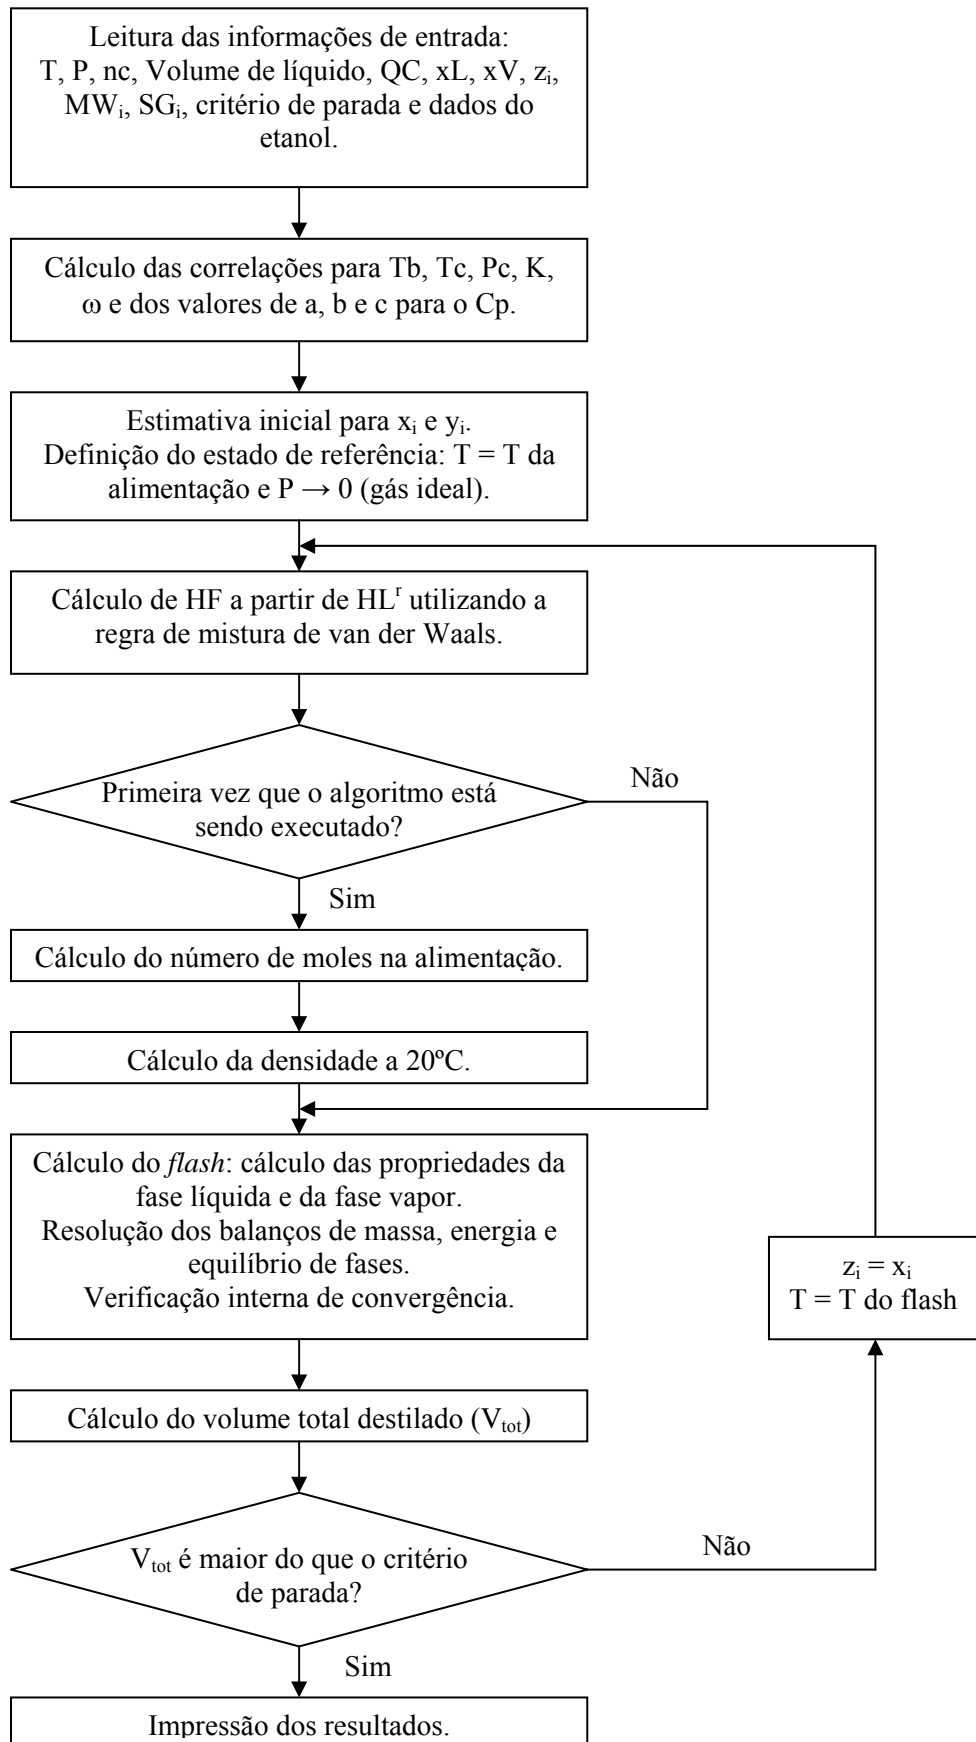 Leitura das informações de entrada:
T, P, nc, Volume de líquido, QC, xL, xV, zᵢ,
MWᵢ, SGᵢ, critério de parada e dados do
etanol.
Cálculo das correlações para Tb, Tc, Pc, K,
ω e dos valores de a, b e c para o Cp.
Estimativa inicial para xᵢ e yᵢ.
Definição do estado de referência: T = T da
alimentação e P → 0 (gás ideal).
Cálculo de HF a partir de HLʳ utilizando a
regra de mistura de van der Waals.
Primeira vez que o algoritmo está
sendo executado?
Não
Sim
Cálculo do número de moles na alimentação.
Cálculo da densidade a 20ºC.
Cálculo do flash: cálculo das propriedades da
fase líquida e da fase vapor.
Resolução dos balanços de massa, energia e
equilíbrio de fases.
Verificação interna de convergência.
zᵢ = xᵢ
T = T do flash
Cálculo do volume total destilado (Vₜₒₜ)
Vₜₒₜ é maior do que o critério
de parada?
Não
Sim
Impressão dos resultados.